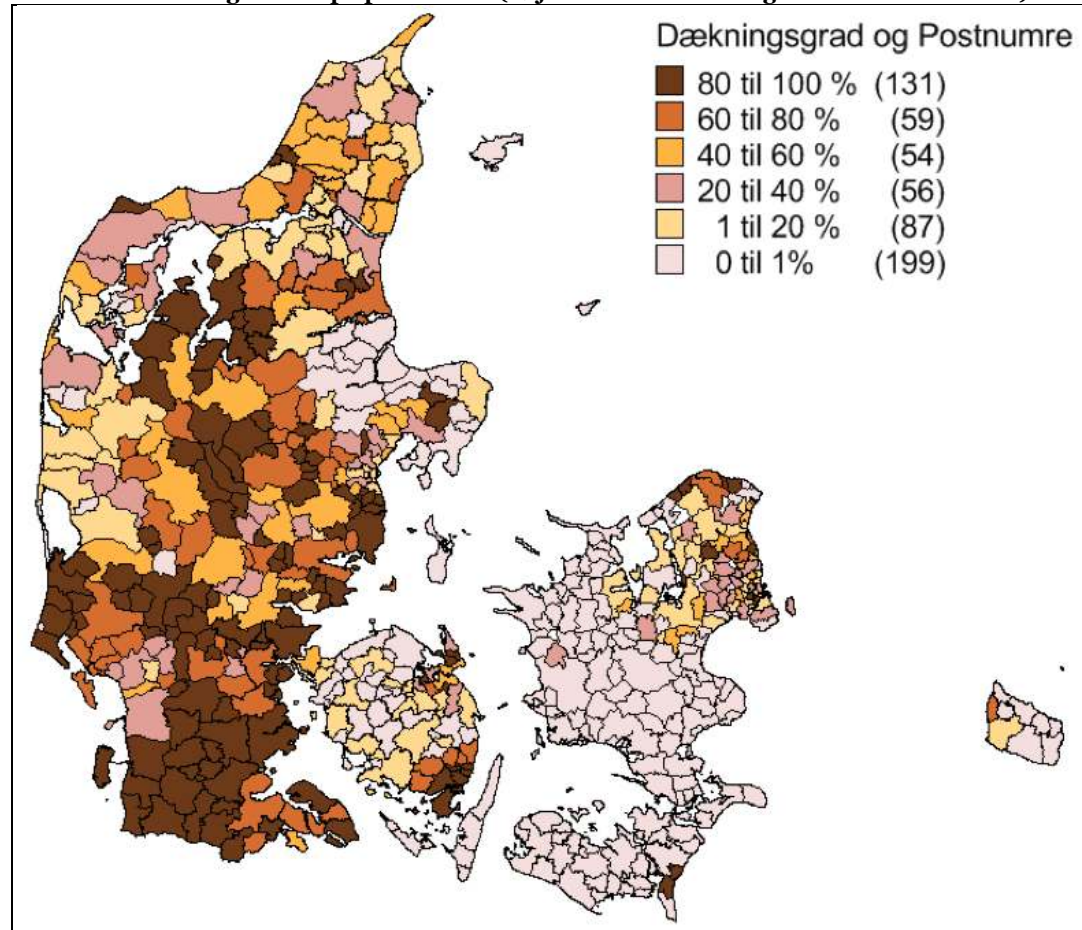 Dækningsgrad og Postnumre
80 til 100 % (131)
60 til 80 % (59)
40 til 60 % (54)
20 til 40 % (56)
1 til 20 % (87)
0 til 1% (199)